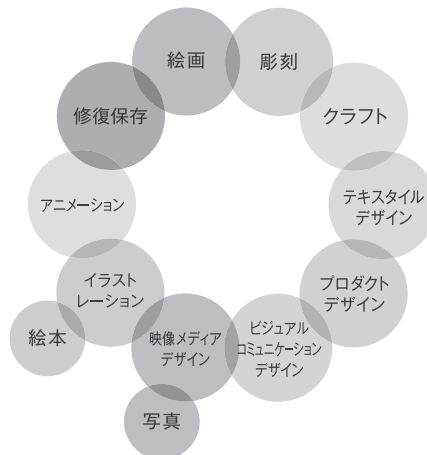 絵画
彫刻
修復保存
クラフト
アニメーション
テキスタイル
デザイン
イラスト
レーション
プロダクト
デザイン
絵本
映像メディア
デザイン
ビジュアル
コミュニケーション
デザイン
写真